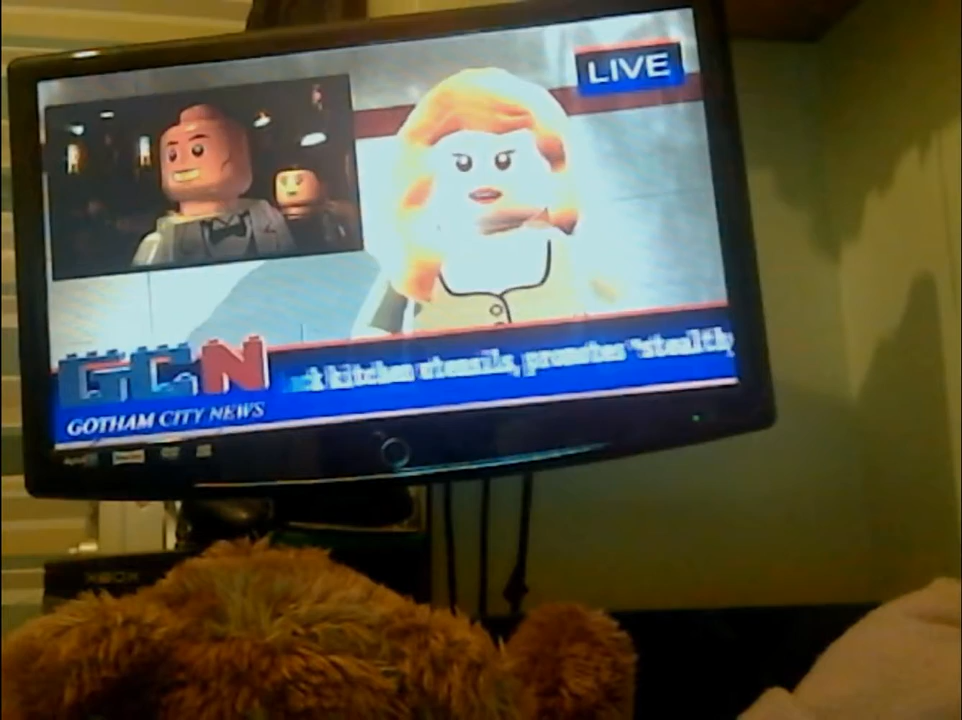 LIVE
GCN
kitchen utensils, promotes "stealthy
GOTHAM CITY NEWS